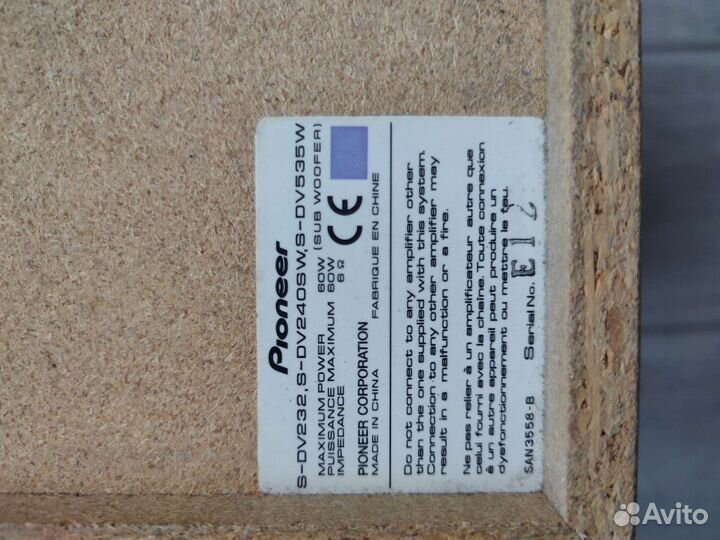 Pioneer
S-DV232,S-DV240SW,S-DV535W
MAXIMUM POWER 60W (SUB WOOFER)
PUISSANCE MAXIMUM 60W
IMPEDANCE 6 Ω
PIONEER CORPORATION CE
MADE IN CHINA FABRIQUE EN CHINE
Do not connect to any amplifier other
than the one supplied with this system.
Connection to any other amplifier may
result in a malfunction or a fire.
Ne pas relier à un amplificateur autre que
celui fourni avec la chaîne. Toute connexion
à un autre appareil peut produire un
dysfonctionnement ou mettre le feu.
SAN3558-B Serial No. E12
Avito